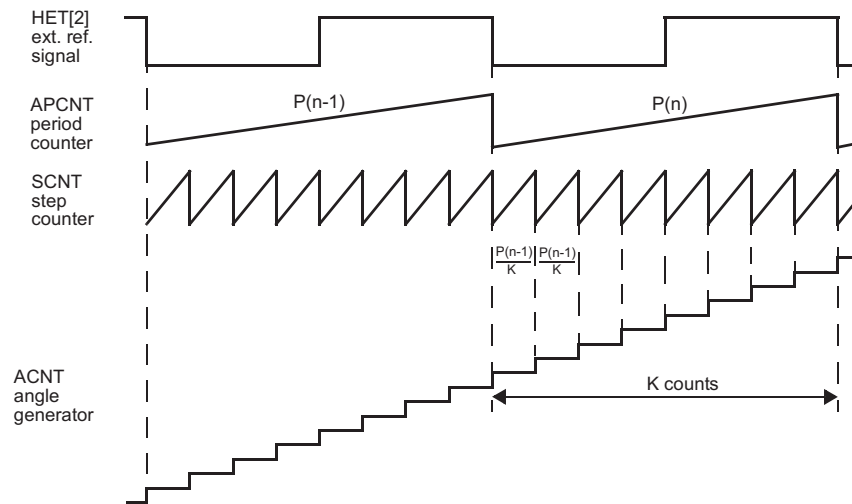 HET[2]
ext. ref.
signal
APCNT
period
counter
P(n-1)
P(n)
SCNT
step
counter
P(n-1)
K
P(n-1)
K
ACNT
angle
generator
K counts